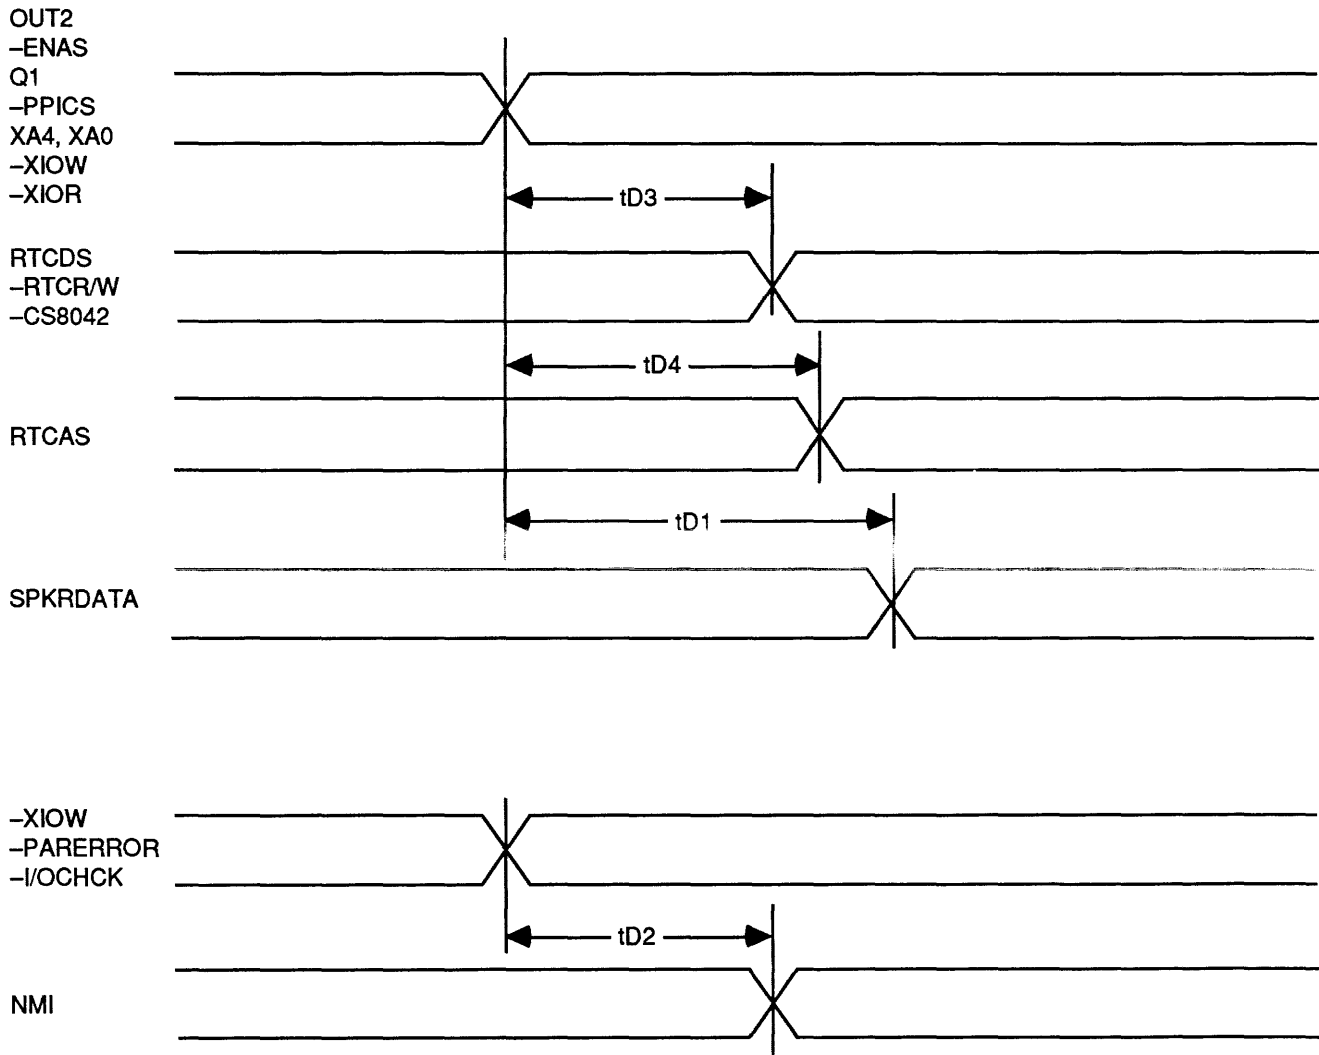 OUT2
–ENAS
Q1
–PPICS
XA4, XA0
–XIOW
–XIOR
tD3
RTCDS
–RTCR/W
–CS8042
tD4
RTCAS
tD1
SPKRDATA
–XIOW
–PARERROR
–I/OCHCK
tD2
NMI